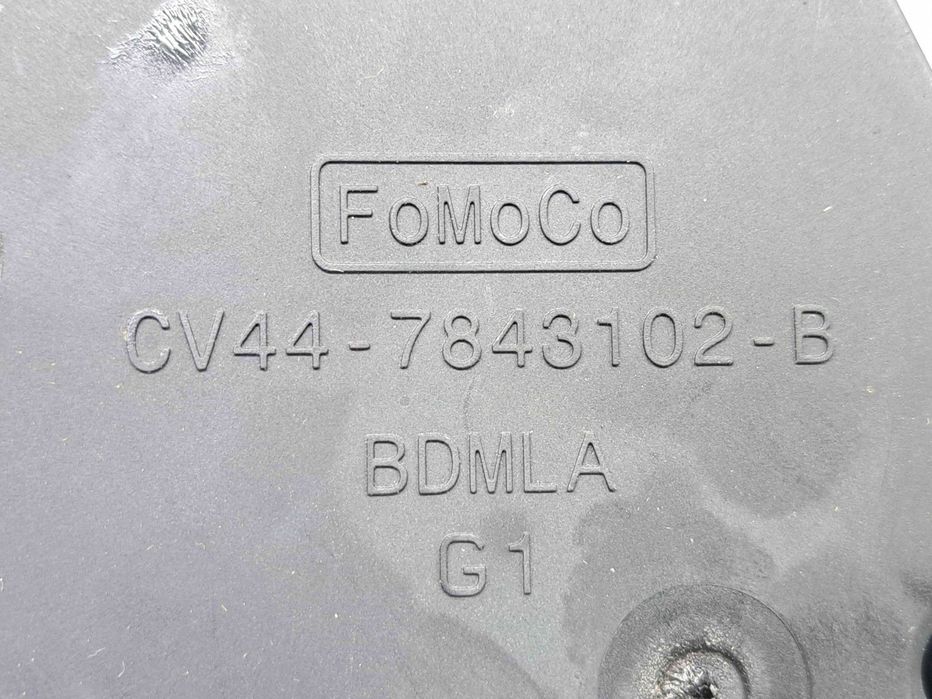 FoMoCo
CV44-7843102-B
BDMLA
G1